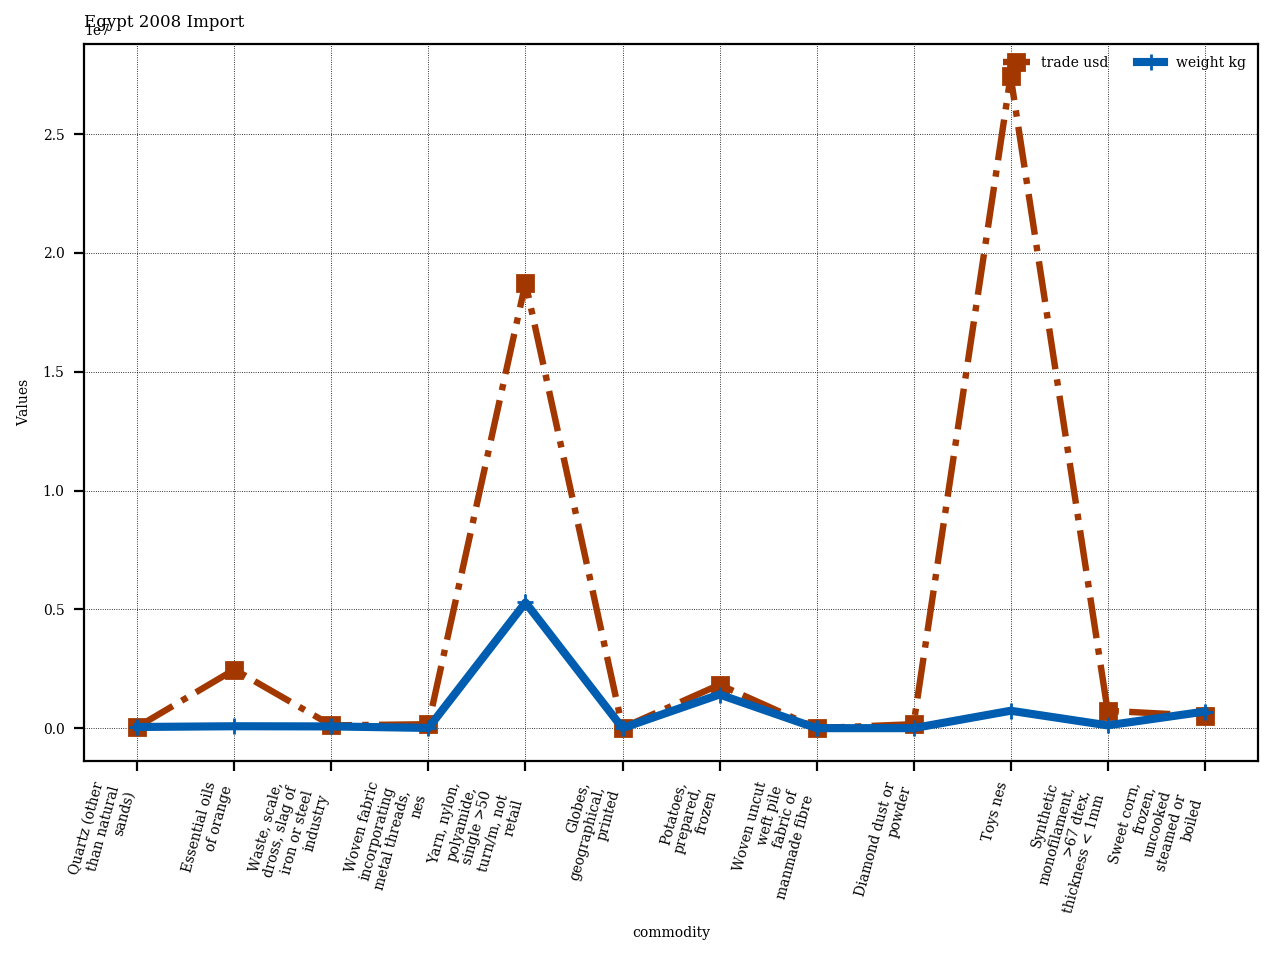 Egypt 2008 Import
1e7
trade usd
weight kg
2.5
2.0
1.5
1.0
0.5
0.0
Values
Quartz (other
than natural
sands)
Essential oils
of orange
Waste, scale,
dross, slag of
iron or steel
industry
Woven fabric
incorporating
metal threads,
nes
Yarn, nylon,
polyamide,
single >50
turn/m, not
retail
Globes,
geographical,
printed
Potatoes,
prepared,
frozen
Woven uncut
weft pile
fabric of
manmade fibre
Diamond dust or
powder
Toys nes
Synthetic
monofilament,
>67 dtex,
thickness < 1mm
Sweet corn,
frozen,
uncooked
steamed or
boiled
commodity